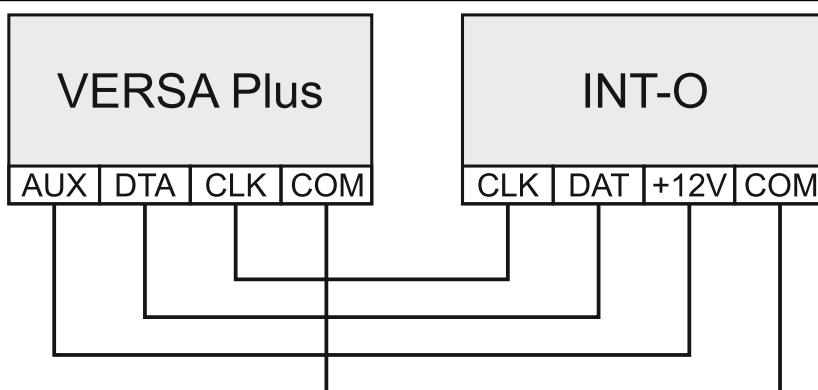 VERSA Plus
INT-O
AUX DTA CLK COM
CLK DAT +12V COM